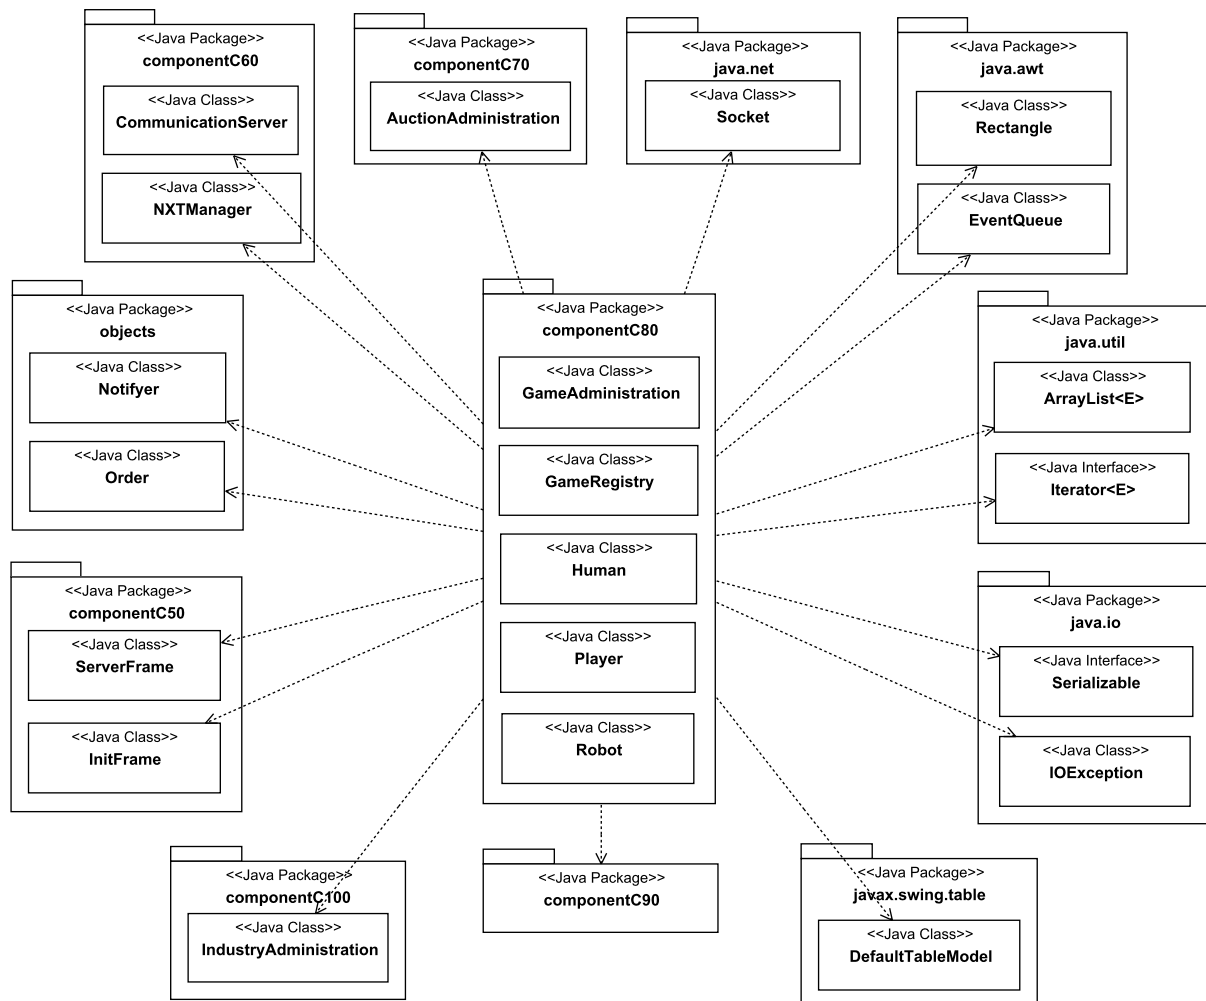 <<Java Package>>
componentC60
<<Java Class>>
CommunicationServer
<<Java Class>>
NXTManager
<<Java Package>>
componentC70
<<Java Class>>
AuctionAdministration
<<Java Package>>
java.net
<<Java Class>>
Socket
<<Java Package>>
java.awt
<<Java Class>>
Rectangle
<<Java Class>>
EventQueue
<<Java Package>>
objects
<<Java Class>>
Notifyer
<<Java Class>>
Order
<<Java Package>>
componentC80
<<Java Class>>
GameAdministration
<<Java Class>>
GameRegistry
<<Java Class>>
Human
<<Java Class>>
Player
<<Java Class>>
Robot
<<Java Package>>
java.util
<<Java Class>>
ArrayList<E>
<<Java Interface>>
Iterator<E>
<<Java Package>>
componentC50
<<Java Class>>
ServerFrame
<<Java Class>>
InitFrame
<<Java Package>>
java.io
<<Java Interface>>
Serializable
<<Java Class>>
IOException
<<Java Package>>
componentC100
<<Java Class>>
IndustryAdministration
<<Java Package>>
componentC90
<<Java Package>>
javax.swing.table
<<Java Class>>
DefaultTableModel